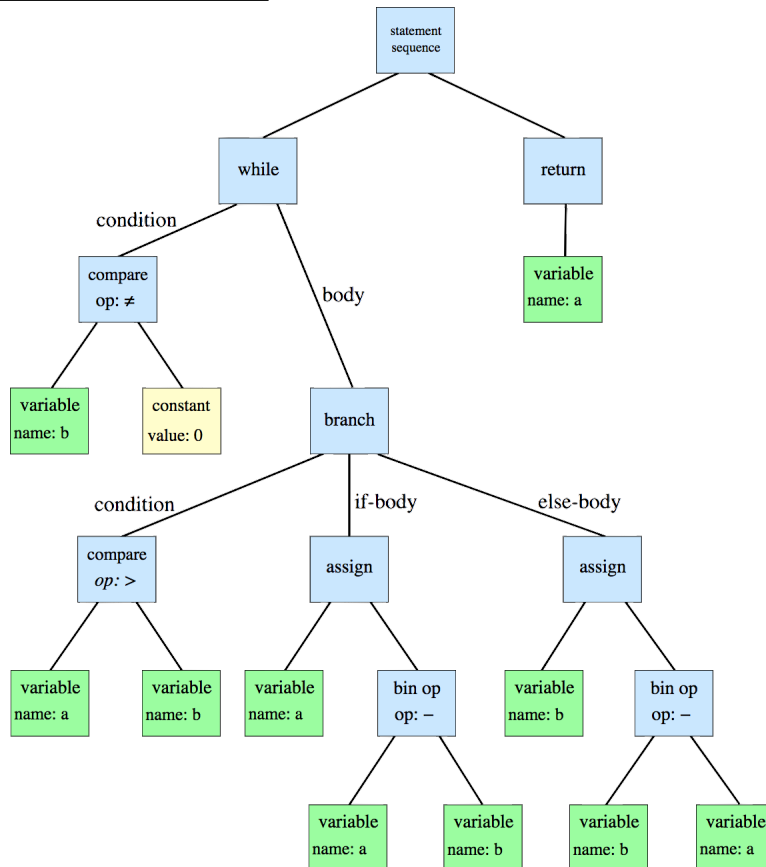 statement
sequence
while
return
condition
compare
op: ≠
body
variable
name: a
variable
name: b
constant
value: 0
branch
condition
if-body
else-body
compare
op: >
assign
assign
variable
name: a
variable
name: b
variable
name: a
bin op
op: −
variable
name: b
bin op
op: −
variable
name: a
variable
name: b
variable
name: b
variable
name: a